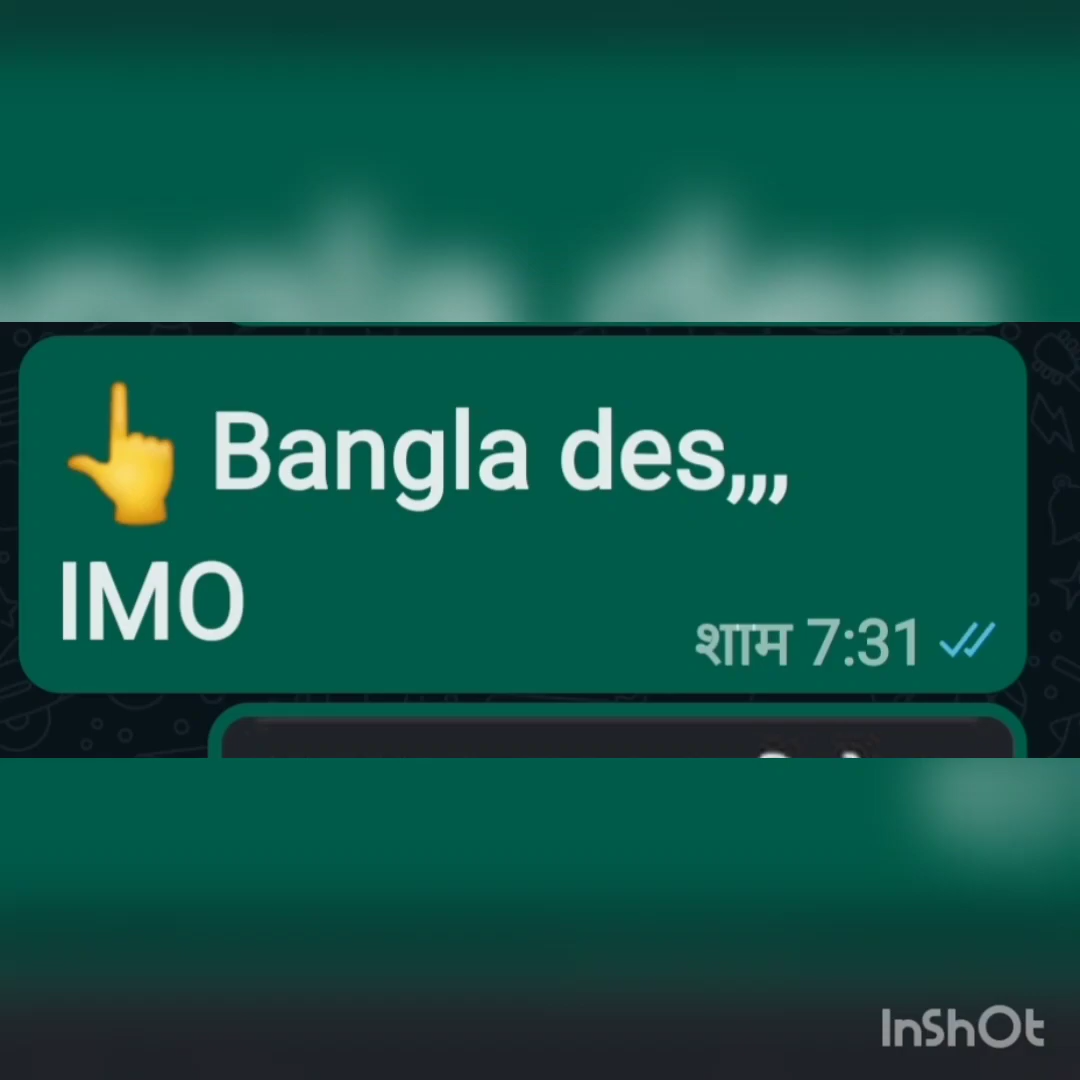 👆 Bangla des,,,
IMO
शाम 7:31
InShOt